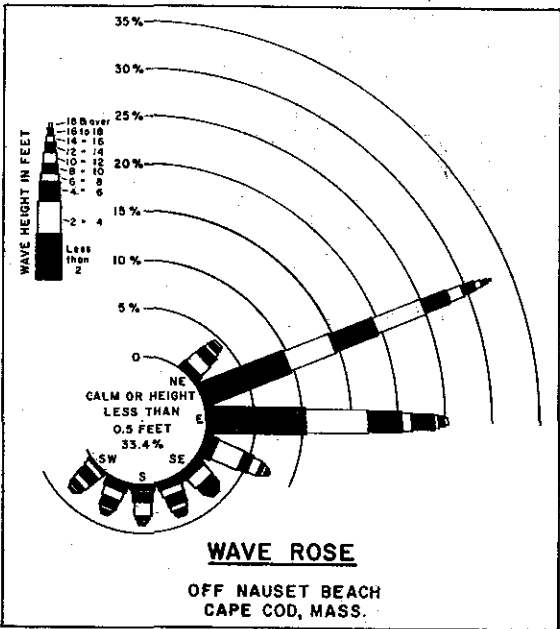 35%
30%
25%
20%
15%
10%
5%
0
WAVE HEIGHT IN FEET
18 & over
16 to 18
14 - 16
12 - 14
10 - 12
8 - 10
6 - 8
4 - 6
2 - 4
Less
than
2
NE
CALM OR HEIGHT
LESS THAN
0.5 FEET
33.4%
E
SE
S
SW
WAVE ROSE
OFF NAUSET BEACH
CAPE COD, MASS.